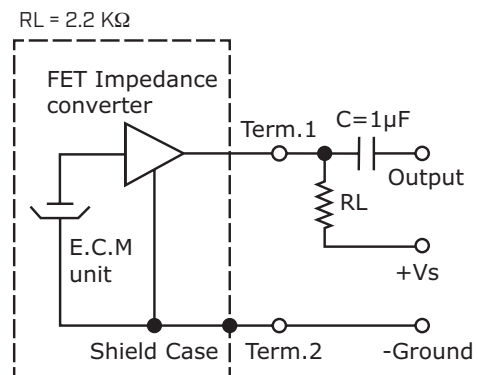 RL = 2.2 KΩ
FET Impedance
converter
Term.1
C=1µF
Output
RL
E.C.M
unit
+Vs
Shield Case
Term.2
-Ground